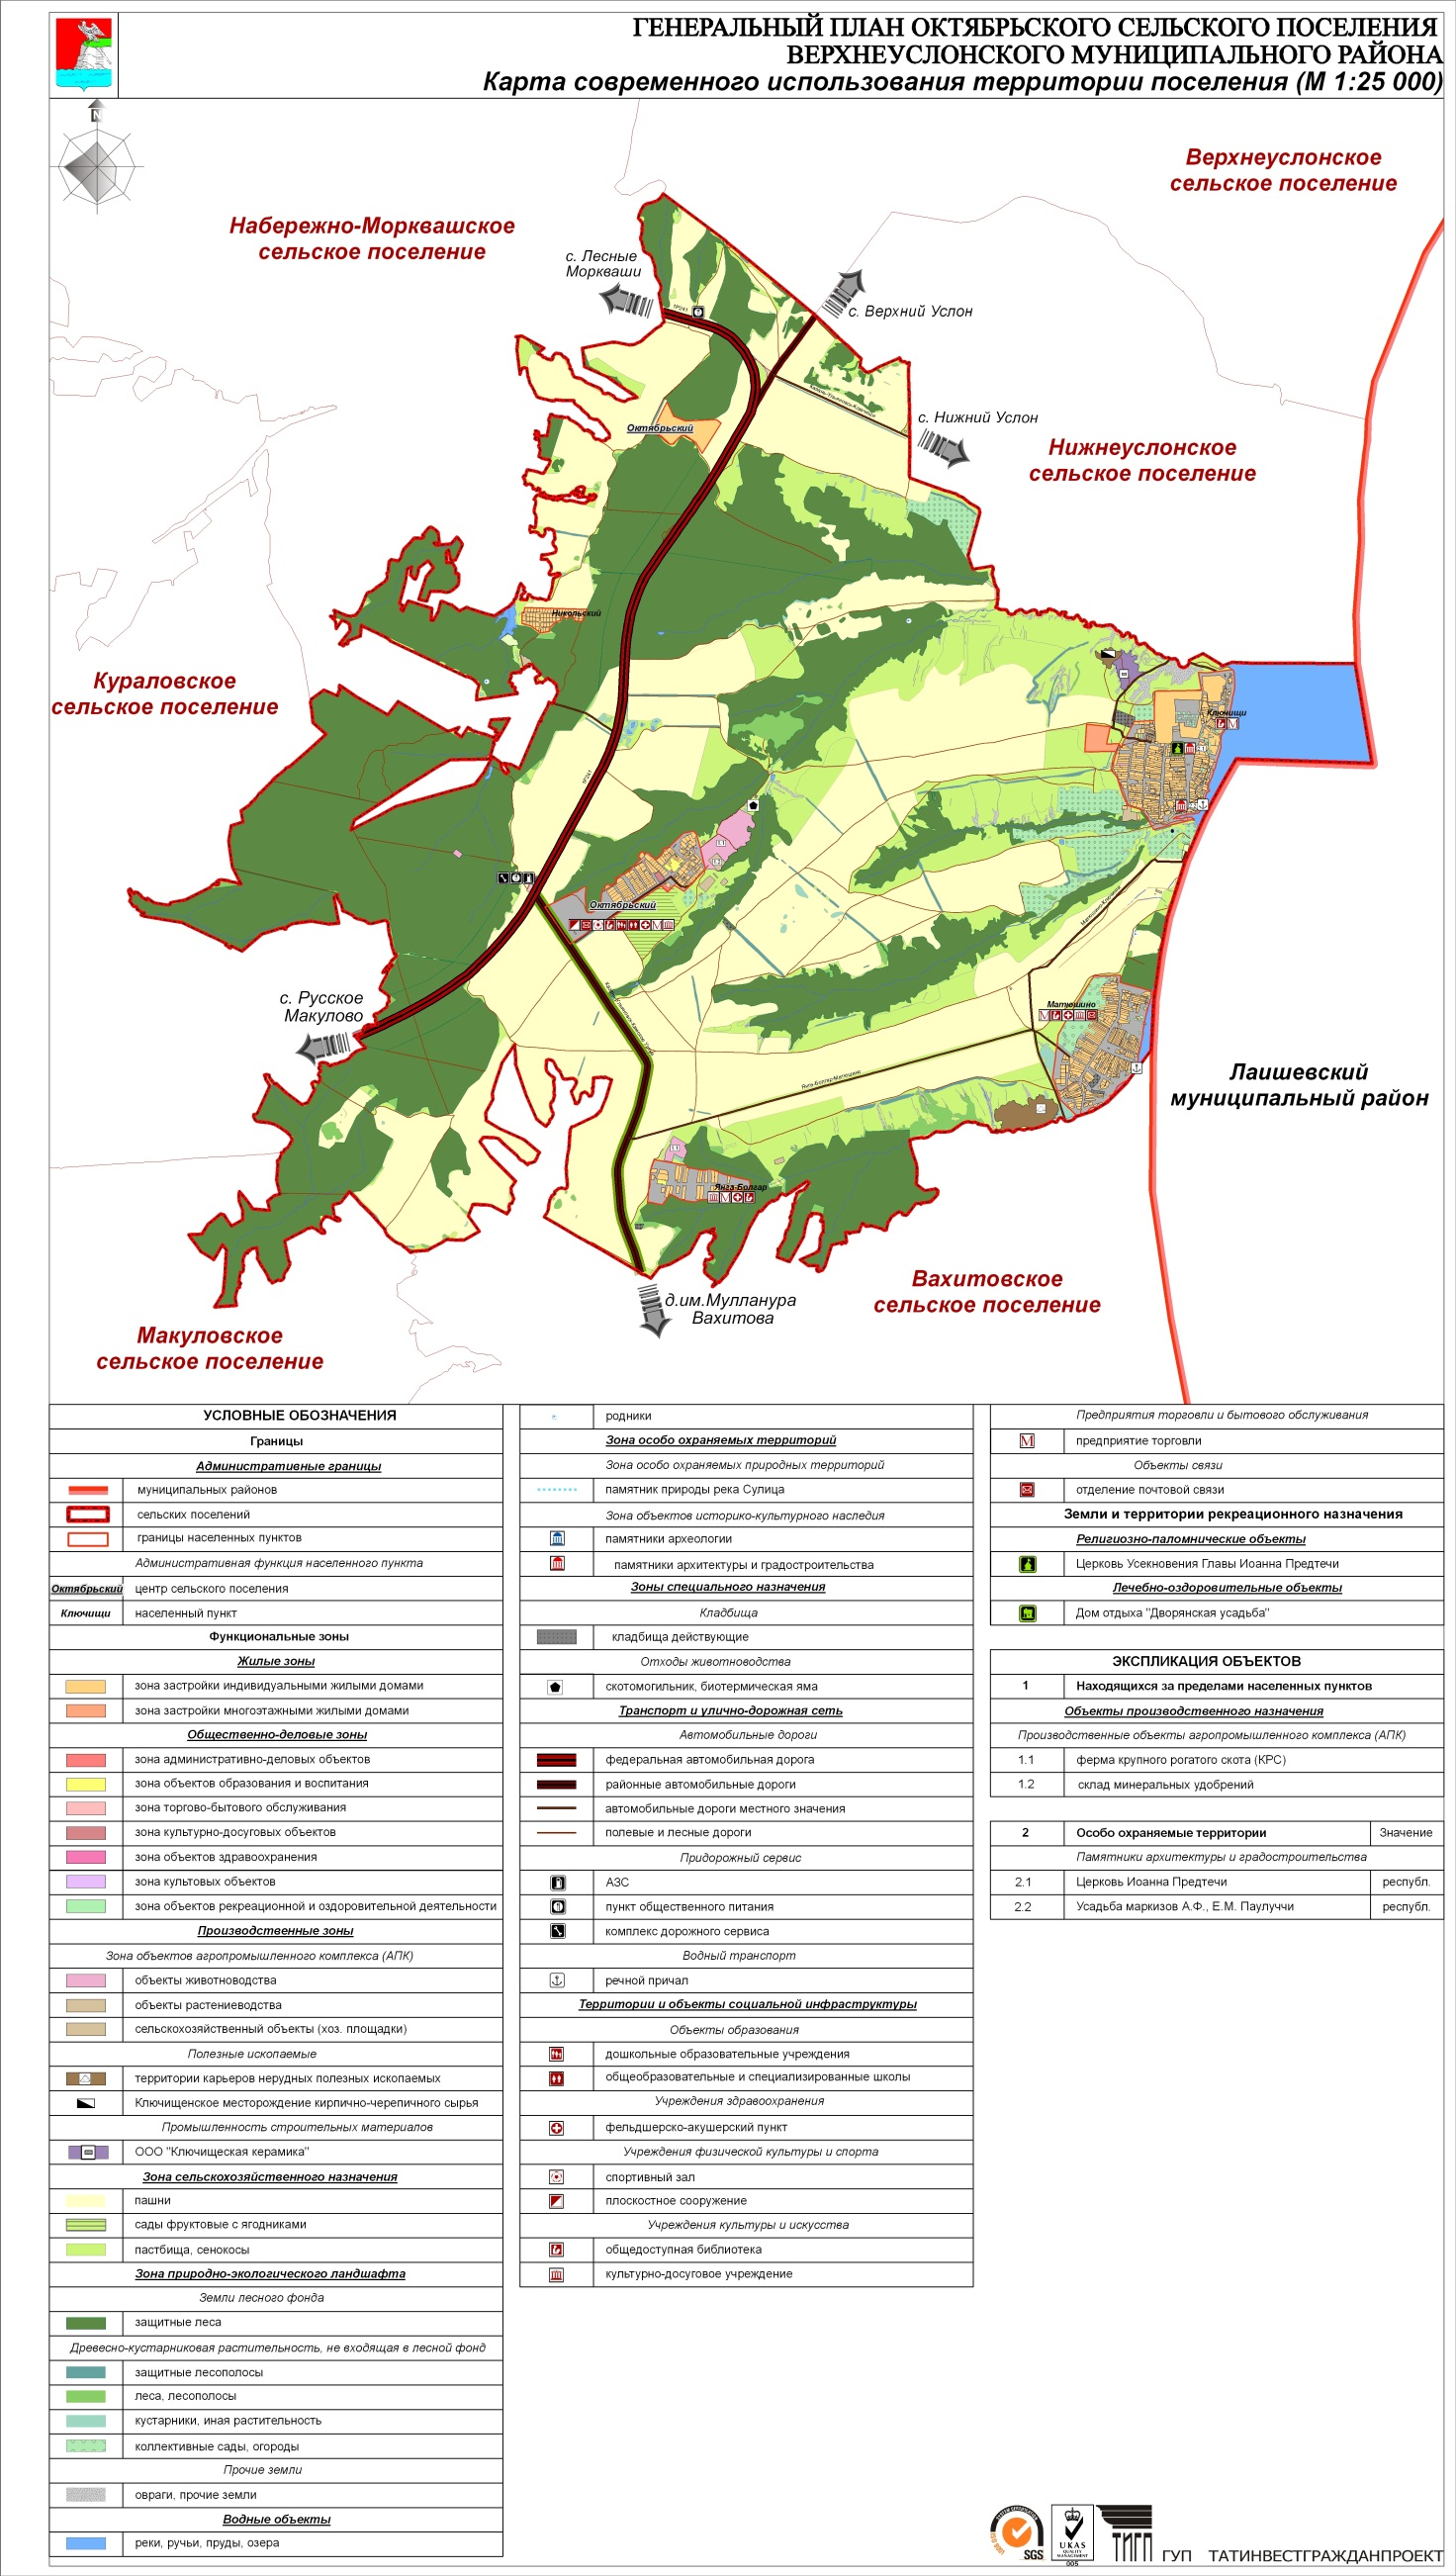 ГЕНЕРАЛЬНЫЙ ПЛАН ОКТЯБРЬСКОГО СЕЛЬСКОГО ПОСЕЛЕНИЯ
ВЕРХНЕУСЛОНСКОГО МУНИЦИПАЛЬНОГО РАЙОНА
Карта современного использования территории поселения (М 1:25 000)
N
Верхнеуслонское
сельское поселение
Набережно-Морквашское
сельское поселение
с. Лесные
Моркваши
с. Верхний Услон
с. Нижний Услон
Октябрьский
Нижнеуслонское
сельское поселение
Никольский
Кураловское
сельское поселение
Ключищи
Октябрьский
с. Русское
Макулово
Матюшино
Лаишевский
муниципальный район
Янга-Болгар
Вахитовское
сельское поселение
д.им.Мулланура
Вахитова
Макуловское
сельское поселение
УСЛОВНЫЕ ОБОЗНАЧЕНИЯ
Границы
Административные границы
муниципальных районов
сельских поселений
границы населенных пунктов
Административная функция населенного пункта
Октябрьский центр сельского поселения
Ключищи населенный пункт
Функциональные зоны
Жилые зоны
зона застройки индивидуальными жилыми домами
зона застройки многоэтажными жилыми домами
Общественно-деловые зоны
зона административно-деловых объектов
зона объектов образования и воспитания
зона торгово-бытового обслуживания
зона культурно-досуговых объектов
зона объектов здравоохранения
зона культовых объектов
зона объектов рекреационной и оздоровительной деятельности
Производственные зоны
Зона объектов агропромышленного комплекса (АПК)
объекты животноводства
объекты растениеводства
сельскохозяйственный объекты (хоз. площадки)
Полезные ископаемые
территории карьеров нерудных полезных ископаемых
Ключищенское месторождение кирпично-черепичного сырья
Промышленность строительных материалов
ООО "Ключищеская керамика"
Зона сельскохозяйственного назначения
пашни
сады фруктовые с ягодниками
пастбища, сенокосы
Зона природно-экологического ландшафта
Земли лесного фонда
защитные леса
Древесно-кустарниковая растительность, не входящая в лесной фонд
защитные лесополосы
леса, лесополосы
кустарники, иная растительность
коллективные сады, огороды
Прочие земли
овраги, прочие земли
Водные объекты
реки, ручьи, пруды, озера
родники
Зона особо охраняемых территорий
Зона особо охраняемых природных территорий
памятник природы река Сулица
Зона объектов историко-культурного наследия
памятники археологии
памятники архитектуры и градостроительства
Зоны специального назначения
Кладбища
кладбища действующие
Отходы животноводства
скотомогильник, биотермическая яма
Транспорт и улично-дорожная сеть
Автомобильные дороги
федеральная автомобильная дорога
районные автомобильные дороги
автомобильные дороги местного значения
полевые и лесные дороги
Придорожный сервис
АЗС
пункт общественного питания
комплекс дорожного сервиса
Водный транспорт
речной причал
Территории и объекты социальной инфраструктуры
Объекты образования
дошкольные образовательные учреждения
общеобразовательные и специализированные школы
Учреждения здравоохранения
фельдшерско-акушерский пункт
Учреждения физической культуры и спорта
спортивный зал
плоскостное сооружение
Учреждения культуры и искусства
общедоступная библиотека
культурно-досуговое учреждение
Предприятия торговли и бытового обслуживания
М предприятие торговли
Объекты связи
отделение почтовой связи
Земли и территории рекреационного назначения
Религиозно-паломнические объекты
Церковь Усекновения Главы Иоанна Предтечи
Лечебно-оздоровительные объекты
Дом отдыха "Дворянская усадьба"
ЭКСПЛИКАЦИЯ ОБЪЕКТОВ
1 Находящихся за пределами населенных пунктов
Объекты производственного назначения
Производственные объекты агропромышленного комплекса (АПК)
1.1 ферма крупного рогатого скота (КРС)
1.2 склад минеральных удобрений
2 Особо охраняемые территории Значение
Памятники архитектуры и градостроительства
2.1 Церковь Иоанна Предтечи республ.
2.2 Усадьба маркизов А.Ф., Е.М. Паулуччи республ.
SGS
UKAS
QUALITY
MANAGEMENT
005
ТИГП
ГУП ТАТИНВЕСТГРАЖДАНПРОЕКТ